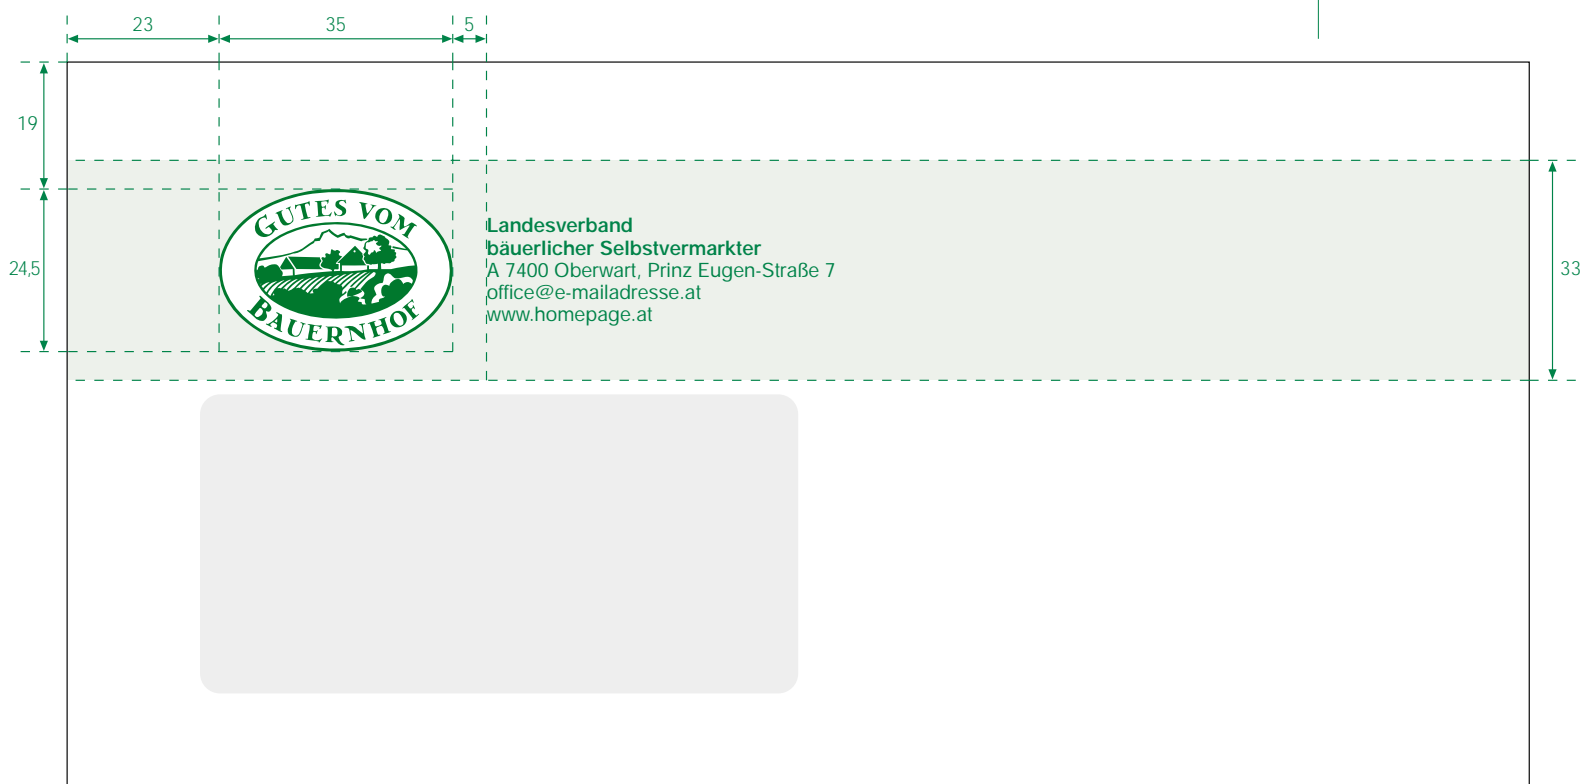 23 35 5
19
GUTES VOM
BAUERNHOF
Landesverband
bäuerlicher Selbstvermarkter
A 7400 Oberwart, Prinz Eugen-Straße 7
office@e-mailadresse.at
www.homepage.at
24,5
33